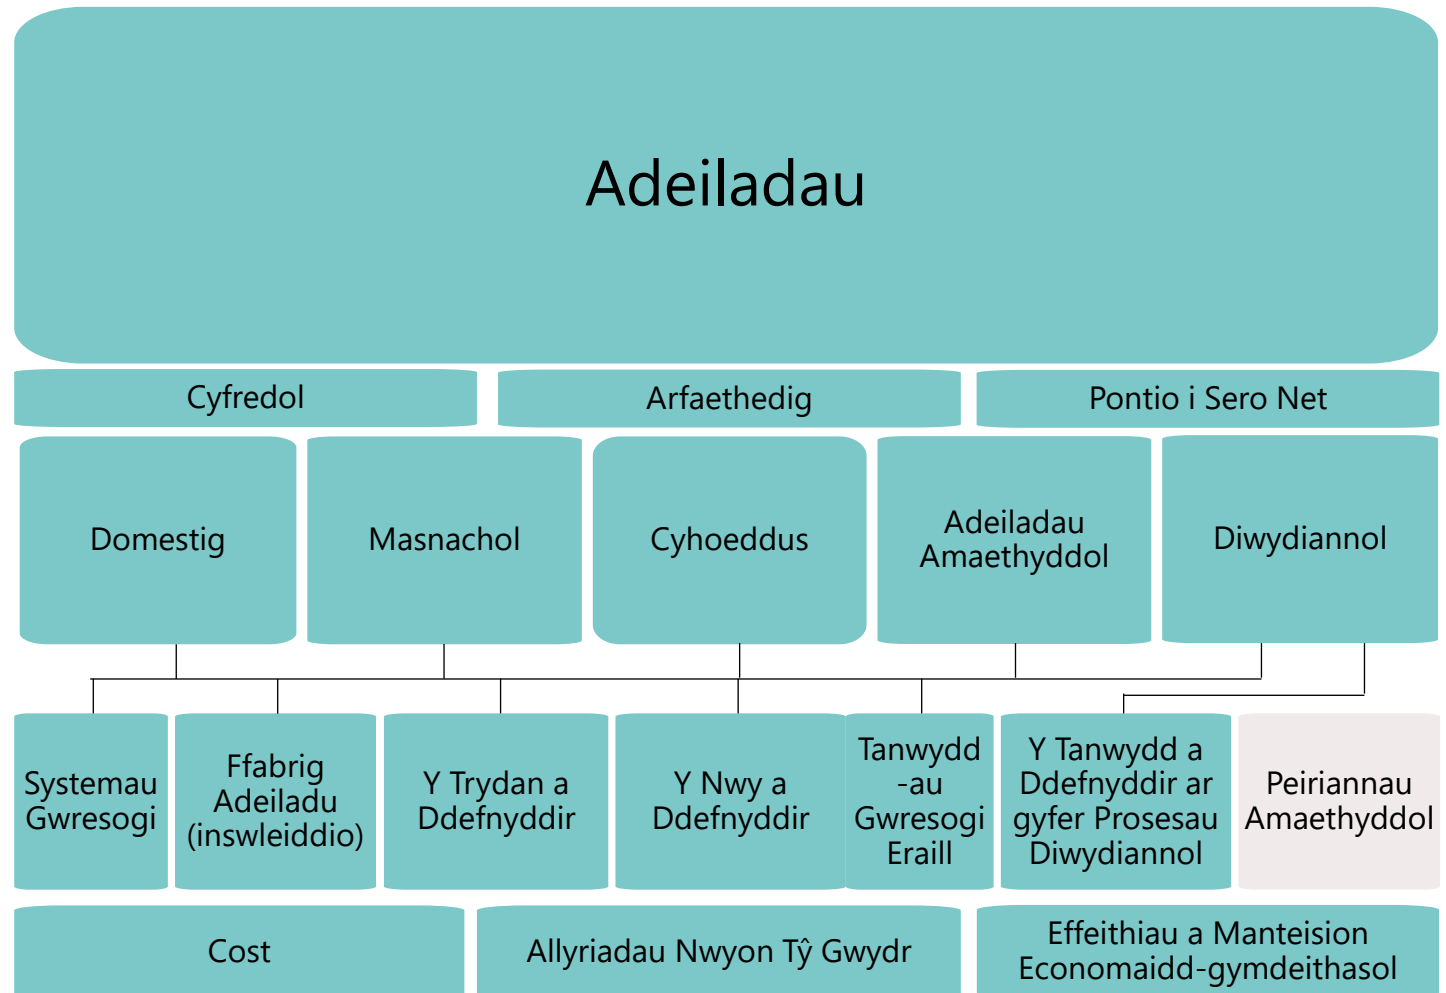 Adeiladau
Cyfredol
Arfaethedig
Pontio i Sero Net
Domestig
Masnachol
Cyhoeddus
Adeiladau
Amaethyddol
Diwydiannol
Systemau
Gwresogi
Ffabrig
Adeiladu
(inswleiddio)
Y Trydan a
Ddefnyddir
Y Nwy a
Ddefnyddir
Tanwydd
-au
Gwresogi
Eraill
Y Tanwydd a
Ddefnyddir ar
gyfer Prosesau
Diwydiannol
Peiriannau
Amaethyddol
Cost
Allyriadau Nwyon Tŷ Gwydr
Effeithiau a Manteision
Economaidd-gymdeithasol